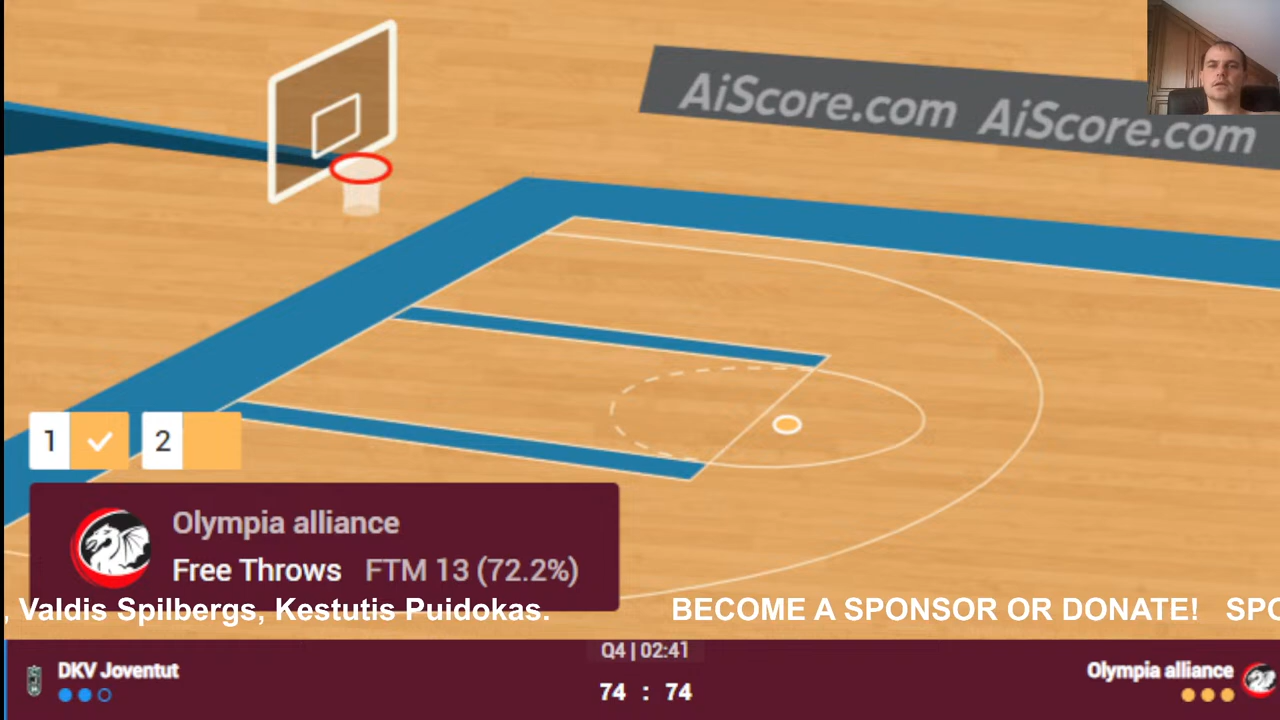 AiScore.com AiScore.com
1 2
Olympia alliance
Free Throws FTM 13 (72.2%)
, Valdis Spilbergs, Kestutis Puidokas. BECOME A SPONSOR OR DONATE! SPO
Q4 | 02:41
DKV Joventut Olympia alliance
74 : 74